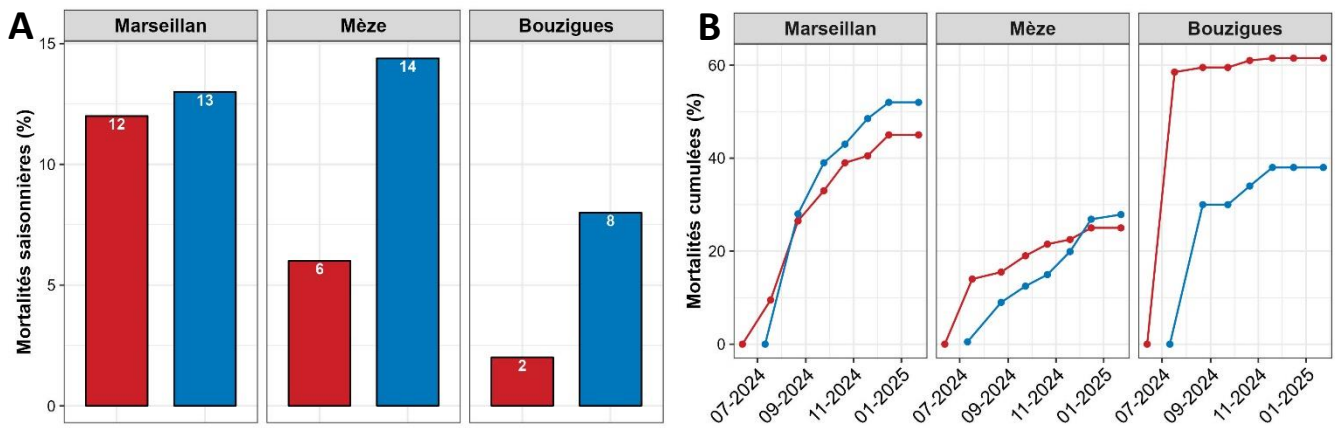 A
Marseillan Mèze Bouzigues
Mortalités saisonnières (%)
15
10
5
0
12 13 6 14 2 8
B
Marseillan Mèze Bouzigues
Mortalités cumulées (%)
60
40
20
0
07-2024 09-2024 11-2024 01-2025 07-2024 09-2024 11-2024 01-2025 07-2024 09-2024 11-2024 01-2025